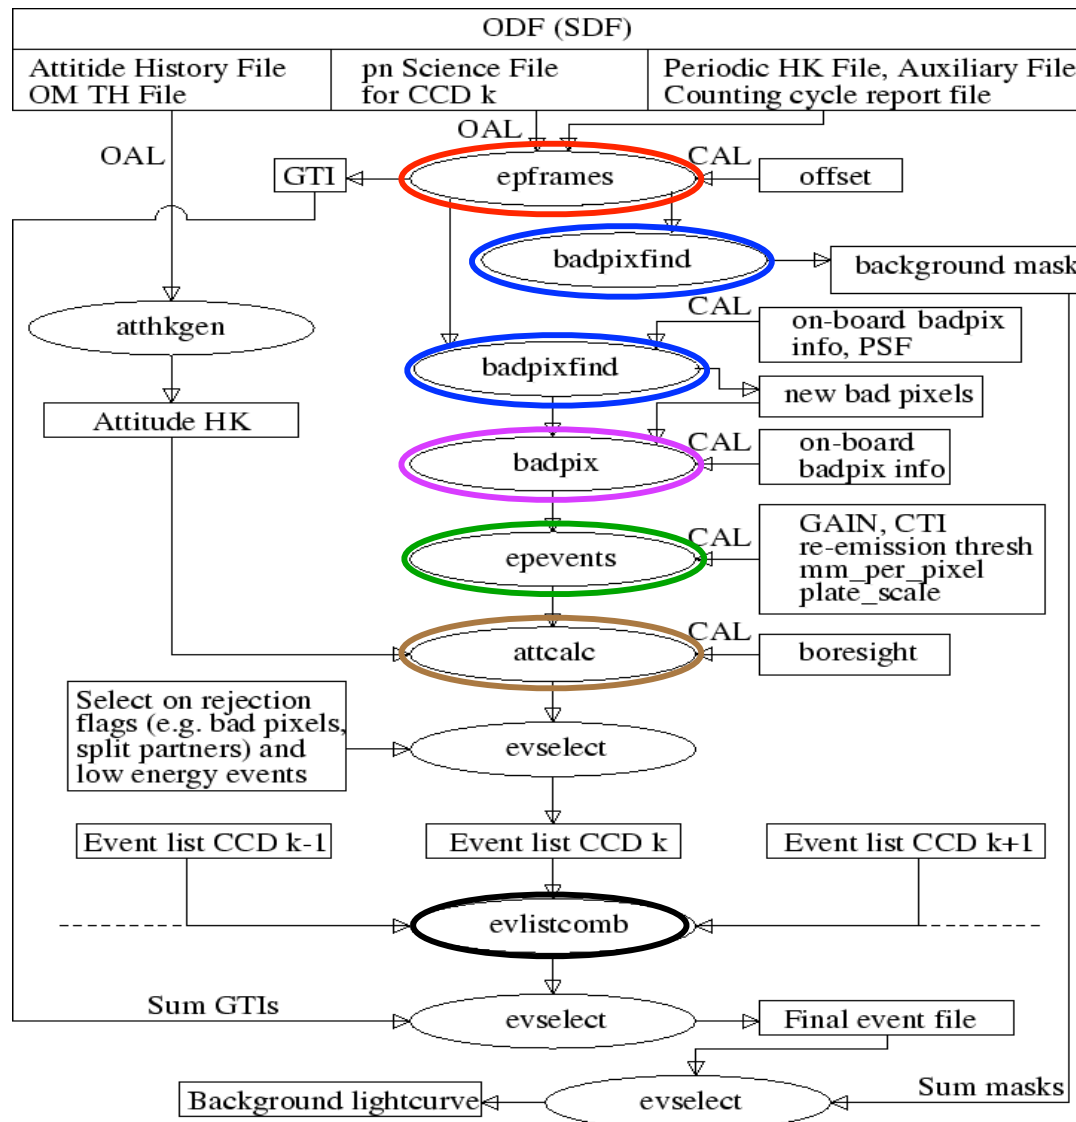 ODF (SDF)
Attitide History File
OM TH File
pn Science File
for CCD k
Periodic HK File, Auxiliary File
Counting cycle report file
OAL
OAL
GTI
epframes
CAL
offset
badpixfind
background mask
atthkgen
CAL
on-board badpix
info, PSF
badpixfind
new bad pixels
Attitude HK
badpix
CAL
on-board
badpix info
epevents
CAL
GAIN, CTI
re-emission thresh
mm_per_pixel
plate_scale
attcalc
CAL
boresight
Select on rejection
flags (e.g. bad pixels,
split partners) and
low energy events
evselect
Event list CCD k-1
Event list CCD k
Event list CCD k+1
evlistcomb
Sum GTIs
evselect
Final event file
Background lightcurve
evselect
Sum masks